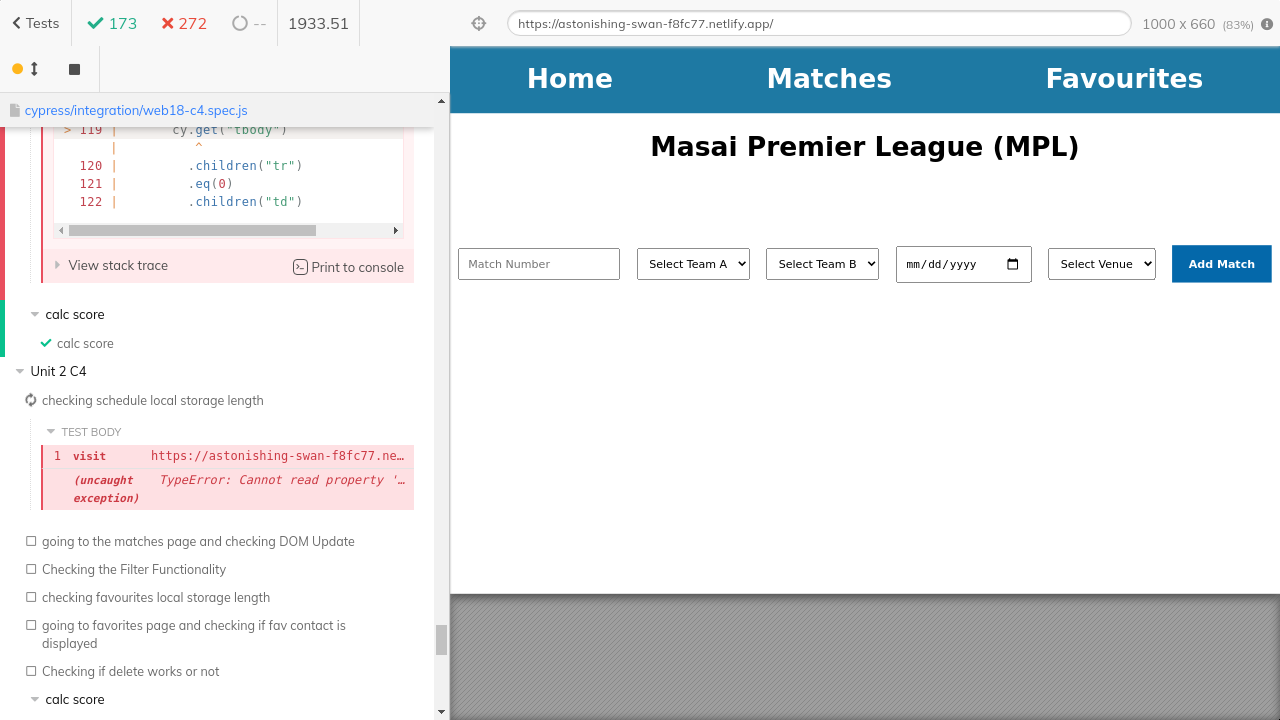 Tests
173
272
--
1933.51
https://astonishing-swan-f8fc77.netlify.app/
1000 x 660 (83%)
cypress/integration/web18-c4.spec.js
> 119 | cy.get("tbody")
| ^
120 | .children("tr")
121 | .eq(0)
122 | .children("td")
View stack trace
Print to console
calc score
calc score
Unit 2 C4
checking schedule local storage length
TEST BODY
1 visit https://astonishing-swan-f8fc77.ne…
(uncaught TypeError: Cannot read property '…
exception)
going to the matches page and checking DOM Update
Checking the Filter Functionality
checking favourites local storage length
going to favorites page and checking if fav contact is
displayed
Checking if delete works or not
calc score
Home Matches Favourites
Masai Premier League (MPL)
Match Number Select Team A Select Team B mm/dd/yyyy Select Venue Add Match